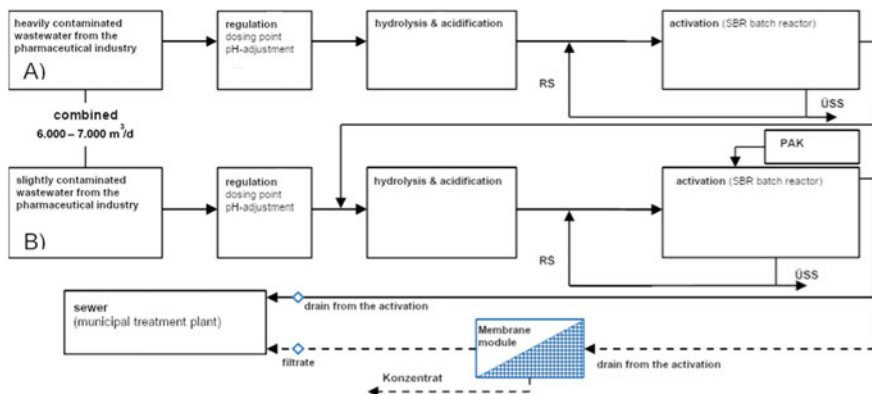 heavily contaminated
wastewater from the
pharmaceutical industry
A)
regulation
dosing point
pH-adjustment
...
hydrolysis & acidification
activation (SBR batch reactor)
RS
ÜSS
combined
6.000 – 7.000 m³/d
PAK
slightly contaminated
wastewater from the
pharmaceutical industry
B)
regulation
dosing point
pH-adjustment
hydrolysis & acidification
activation (SBR batch reactor)
RS
ÜSS
sewer
(municipal treatment plant)
drain from the activation
Membrane
module
filtrate
drain from the activation
Konzentrat